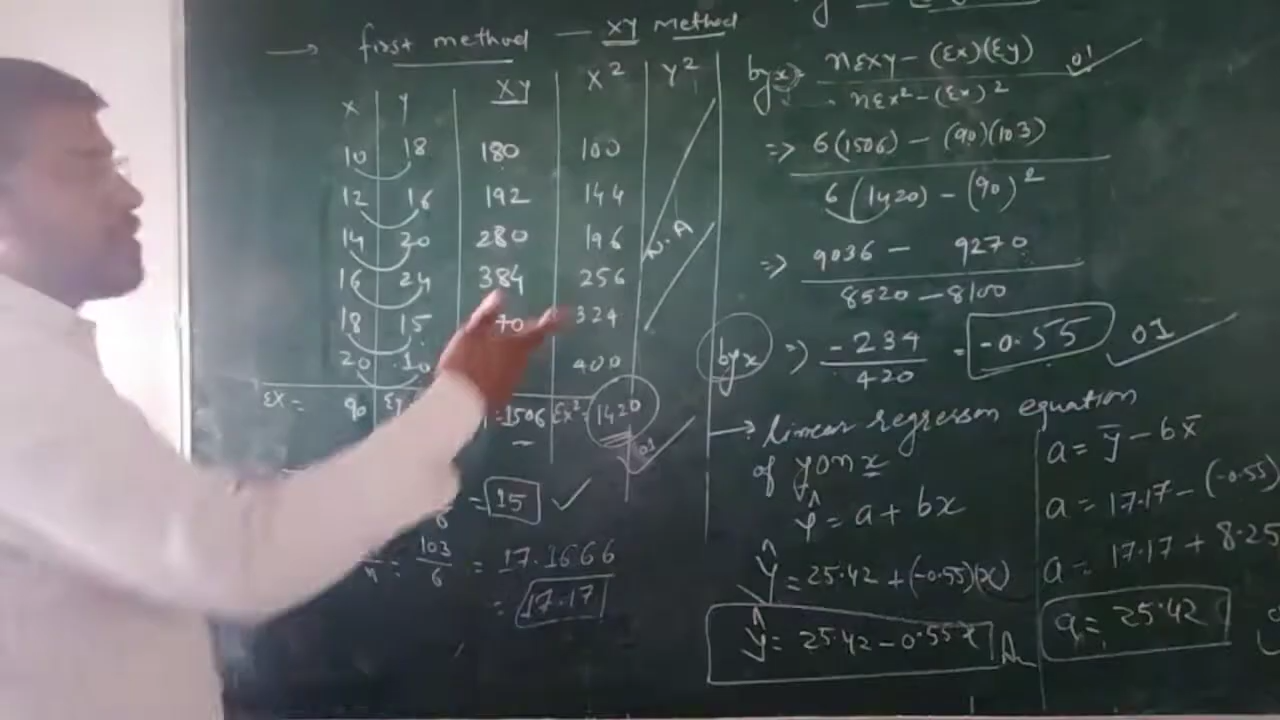 → first method — XY method
X Y XY X² Y²
10 18 180 100
12 16 192 144
14 20 280 196 N.A
16 24 384 256
18 15 70 324
20 10 400
Σx = 90 Σy 1506 Σx² = 1420 01
= 15 ✓
n = 103/6 = 17.1666
= 17.17
byx = nΣxy - (Σx)(Σy) / nΣx² - (Σx)² 01 ✓
=> 6(1506) - (90)(103) / 6(1420) - (90)²
=> 9036 - 9270 / 8520 - 8100
byx => -234 / 420 = -0.55 01 ✓
→ linear regresson equation
of y on x
ŷ = a + bx
ŷ = 25.42 + (-0.55)(x)
ŷ = 25.42 - 0.55x
a = ȳ - bx̄
a = 17.17 - (-0.55)
a = 17.17 + 8.25
a = 25.42